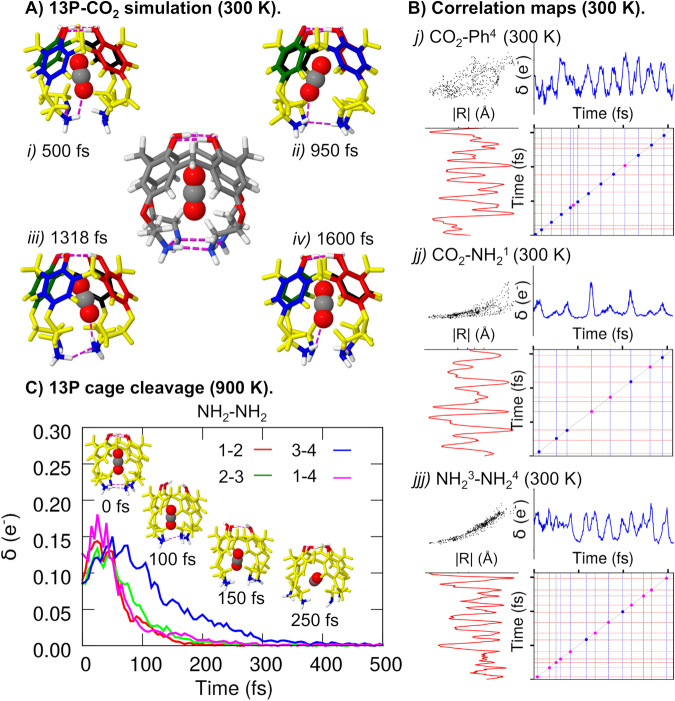 A) 13P-CO₂ simulation (300 K).
i) 500 fs
ii) 950 fs
iii) 1318 fs
iv) 1600 fs
B) Correlation maps (300 K).
j) CO₂-Ph⁴ (300 K)
δ (e⁻)
|R| (Å)
Time (fs)
Time (fs)
jj) CO₂-NH₂¹ (300 K)
δ (e⁻)
|R| (Å)
Time (fs)
Time (fs)
jjj) NH₂³-NH₂⁴ (300 K)
δ (e⁻)
|R| (Å)
Time (fs)
Time (fs)
C) 13P cage cleavage (900 K).
NH₂-NH₂
1-2
3-4
2-3
1-4
0 fs
100 fs
150 fs
250 fs
δ (e⁻)
0.30
0.25
0.20
0.15
0.10
0.05
0.00
0
100
200
300
400
500
Time (fs)